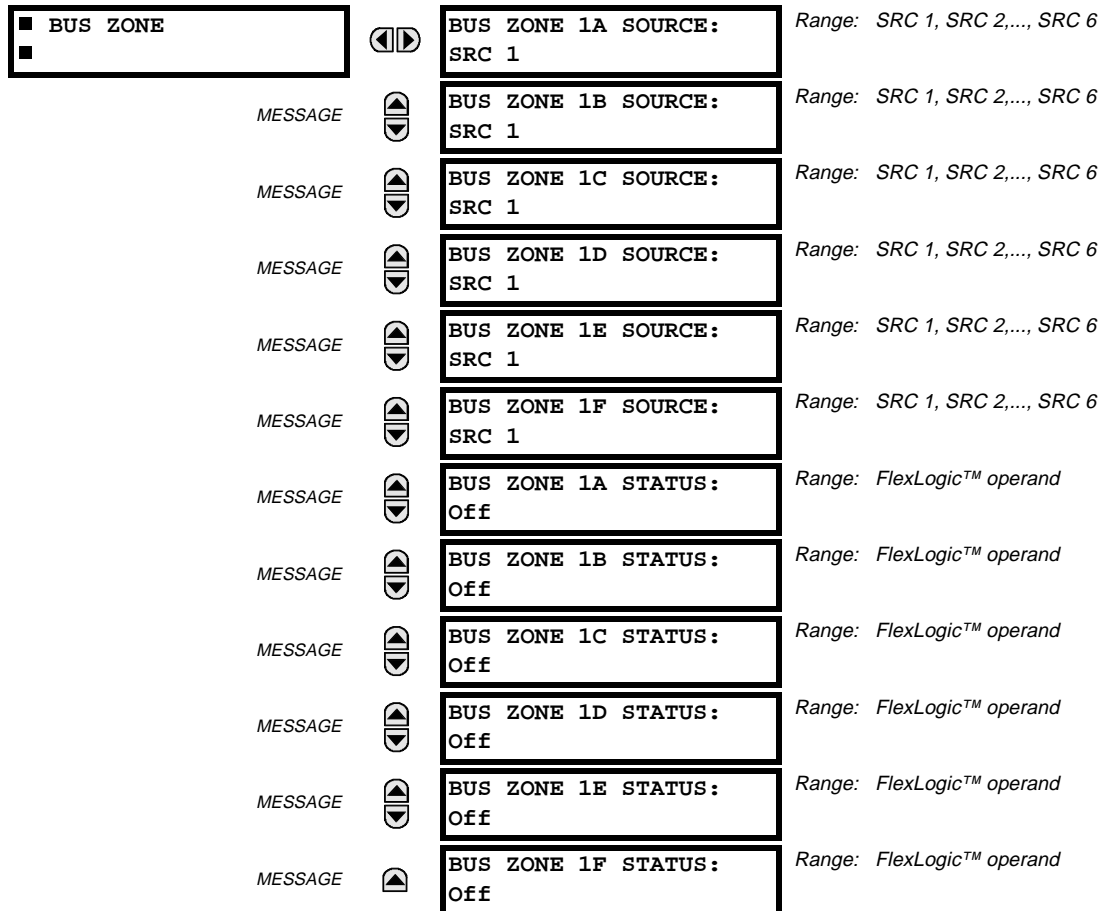 ■ BUS ZONE
■
BUS ZONE 1A SOURCE:
SRC 1
Range: SRC 1, SRC 2,..., SRC 6
MESSAGE
BUS ZONE 1B SOURCE:
SRC 1
Range: SRC 1, SRC 2,..., SRC 6
MESSAGE
BUS ZONE 1C SOURCE:
SRC 1
Range: SRC 1, SRC 2,..., SRC 6
MESSAGE
BUS ZONE 1D SOURCE:
SRC 1
Range: SRC 1, SRC 2,..., SRC 6
MESSAGE
BUS ZONE 1E SOURCE:
SRC 1
Range: SRC 1, SRC 2,..., SRC 6
MESSAGE
BUS ZONE 1F SOURCE:
SRC 1
Range: SRC 1, SRC 2,..., SRC 6
MESSAGE
BUS ZONE 1A STATUS:
Off
Range: FlexLogic™ operand
MESSAGE
BUS ZONE 1B STATUS:
Off
Range: FlexLogic™ operand
MESSAGE
BUS ZONE 1C STATUS:
Off
Range: FlexLogic™ operand
MESSAGE
BUS ZONE 1D STATUS:
Off
Range: FlexLogic™ operand
MESSAGE
BUS ZONE 1E STATUS:
Off
Range: FlexLogic™ operand
MESSAGE
BUS ZONE 1F STATUS:
Off
Range: FlexLogic™ operand